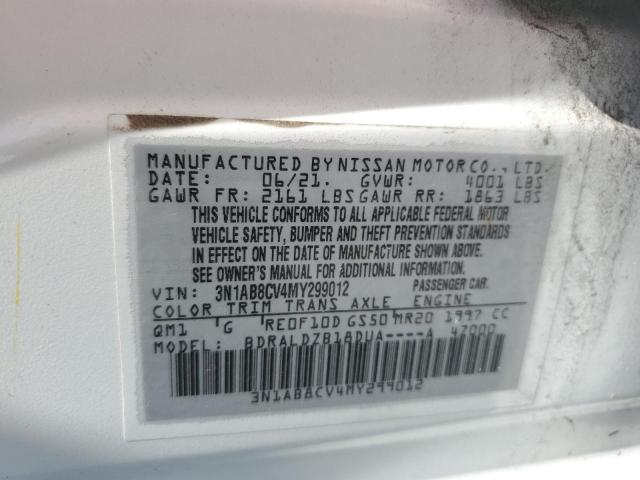 MANUFACTURED BY NISSAN MOTOR CO., LTD.
DATE: 06/21. GVWR: 4001 LBS
GAWR FR: 2161 LBS GAWR RR: 1863 LBS
THIS VEHICLE CONFORMS TO ALL APPLICABLE FEDERAL MOTOR
VEHICLE SAFETY, BUMPER AND THEFT PREVENTION STANDARDS
IN EFFECT ON THE DATE OF MANUFACTURE SHOWN ABOVE.
SEE OWNER'S MANUAL FOR ADDITIONAL INFORMATION.
VIN: 3N1AB8CV4MY299012 PASSENGER CAR.
COLOR TRIM TRANS AXLE ENGINE
QM1 G RE0F10D GS50 MR20 1997 CC
MODEL: BDRALDZB18DUA----A 47000
3N1AB8CV4MY299012